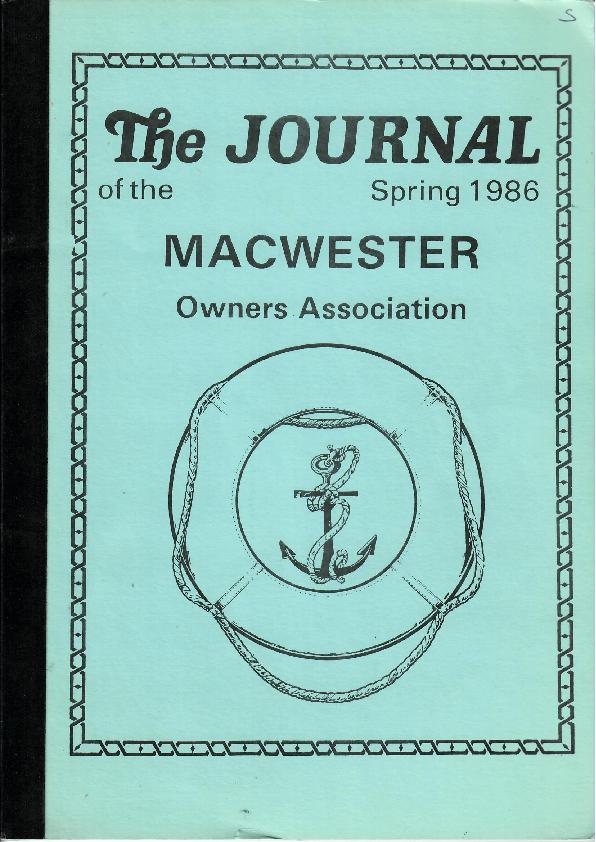 S
The JOURNAL
of the Spring 1986
MACWESTER
Owners Association